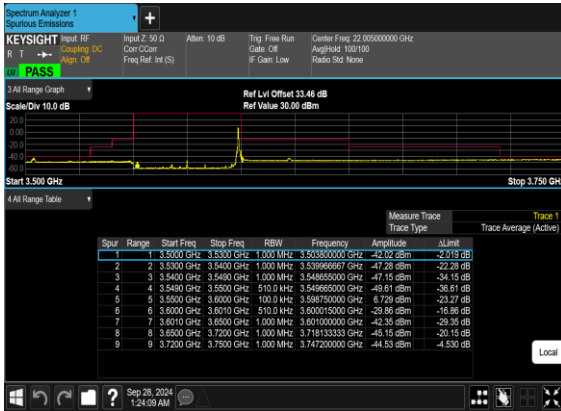 Spectrum Analyzer 1
Spurious Emissions
KEYSIGHT Input: RF Input Z: 50 Ω Atten: 10 dB Trig: Free Run Center Freq: 22.005000000 GHz
R T Coupling: DC Corr CCorr Gate: Off Avg|Hold: 100/100
Align: Off Freq Ref: Int (S) IF Gain: Low Radio Std: None
PASS
3 All Range Graph Ref Lvl Offset 33.46 dB
Scale/Div 10.0 dB Ref Value 30.00 dBm
20.0
0.00
-20.0
-40.0
-60.0
Start 3.500 GHz Stop 3.750 GH
4 All Range Table
Measure Trace Trace 1
Trace Type Trace Average (Active)
Spur Range Start Freq Stop Freq RBW Frequency Amplitude ΔLimit
1 1 3.5000 GHz 3.5300 GHz 1.000 MHz 3.503800000 GHz -42.02 dBm -2.019 dB
2 2 3.5300 GHz 3.5400 GHz 1.000 MHz 3.539966667 GHz -47.28 dBm -22.28 dB
3 3 3.5400 GHz 3.5490 GHz 1.000 MHz 3.548655000 GHz -47.15 dBm -34.15 dB
4 4 3.5490 GHz 3.5500 GHz 510.0 kHz 3.549665000 GHz -49.61 dBm -36.61 dB
5 5 3.5500 GHz 3.6000 GHz 100.0 kHz 3.598750000 GHz 6.729 dBm -23.27 dB
6 6 3.6000 GHz 3.6010 GHz 510.0 kHz 3.600015000 GHz -29.86 dBm -16.86 dB
7 7 3.6010 GHz 3.6500 GHz 1.000 MHz 3.601000000 GHz -42.35 dBm -29.35 dB
8 8 3.6500 GHz 3.7200 GHz 1.000 MHz 3.718133333 GHz -45.15 dBm -20.15 dB
9 9 3.7200 GHz 3.7500 GHz 1.000 MHz 3.747200000 GHz -44.53 dBm -4.530 dB
Local
Sep 28, 2024
1:24:09 AM